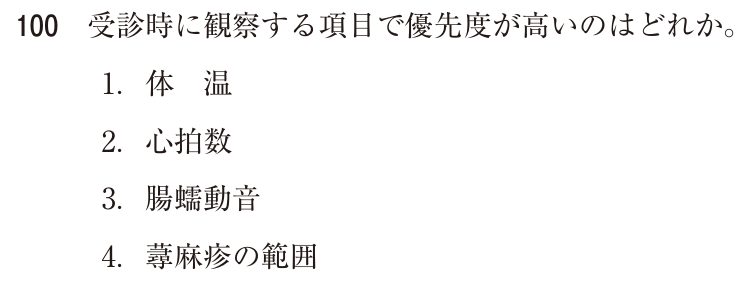 100 受診時に観察する項目で優先度が高いのはどれか。
1. 体 温
2. 心拍数
3. 腸蠕動音
4. 蕁麻疹の範囲